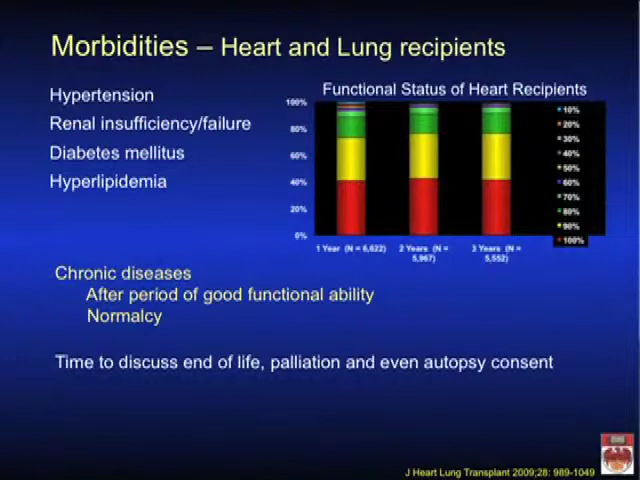 Morbidities – Heart and Lung recipients
Hypertension
Renal insufficiency/failure
Diabetes mellitus
Hyperlipidemia
Functional Status of Heart Recipients
100%
80%
60%
40%
20%
0%
1 Year (N = 6,622)
2 Years (N =
5,967)
3 Years (N =
5,552)
10%
20%
30%
40%
50%
60%
70%
80%
90%
100%
Chronic diseases
After period of good functional ability
Normalcy
Time to discuss end of life, palliation and even autopsy consent
J Heart Lung Transplant 2009;28: 989-1049